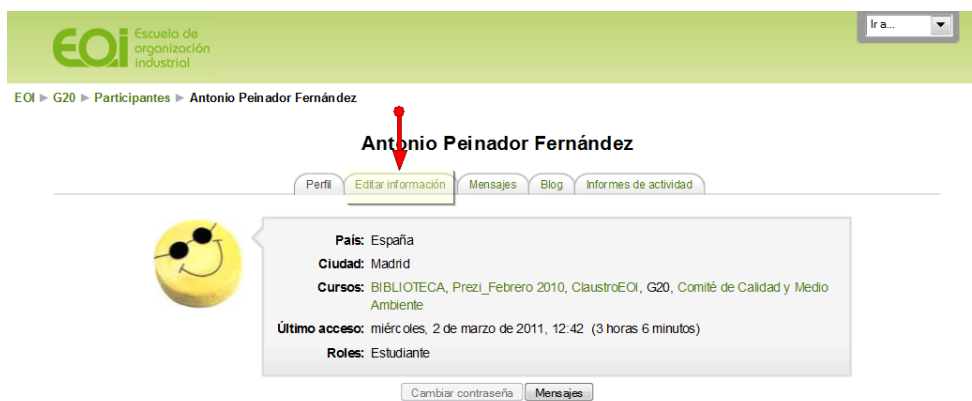 EOI Escuela de
organización
industrial
Ir a...
EOI ► G20 ► Participantes ► Antonio Peinador Fernández
Antonio Peinador Fernández
Perfil Editar información Mensajes Blog Informes de actividad
País: España
Ciudad: Madrid
Cursos: BIBLIOTECA, Prezi_Febrero 2010, ClaustroEOI, G20, Comité de Calidad y Medio
Ambiente
Último acceso: miércoles, 2 de marzo de 2011, 12:42 (3 horas 6 minutos)
Roles: Estudiante
Cambiar contraseña Mensajes